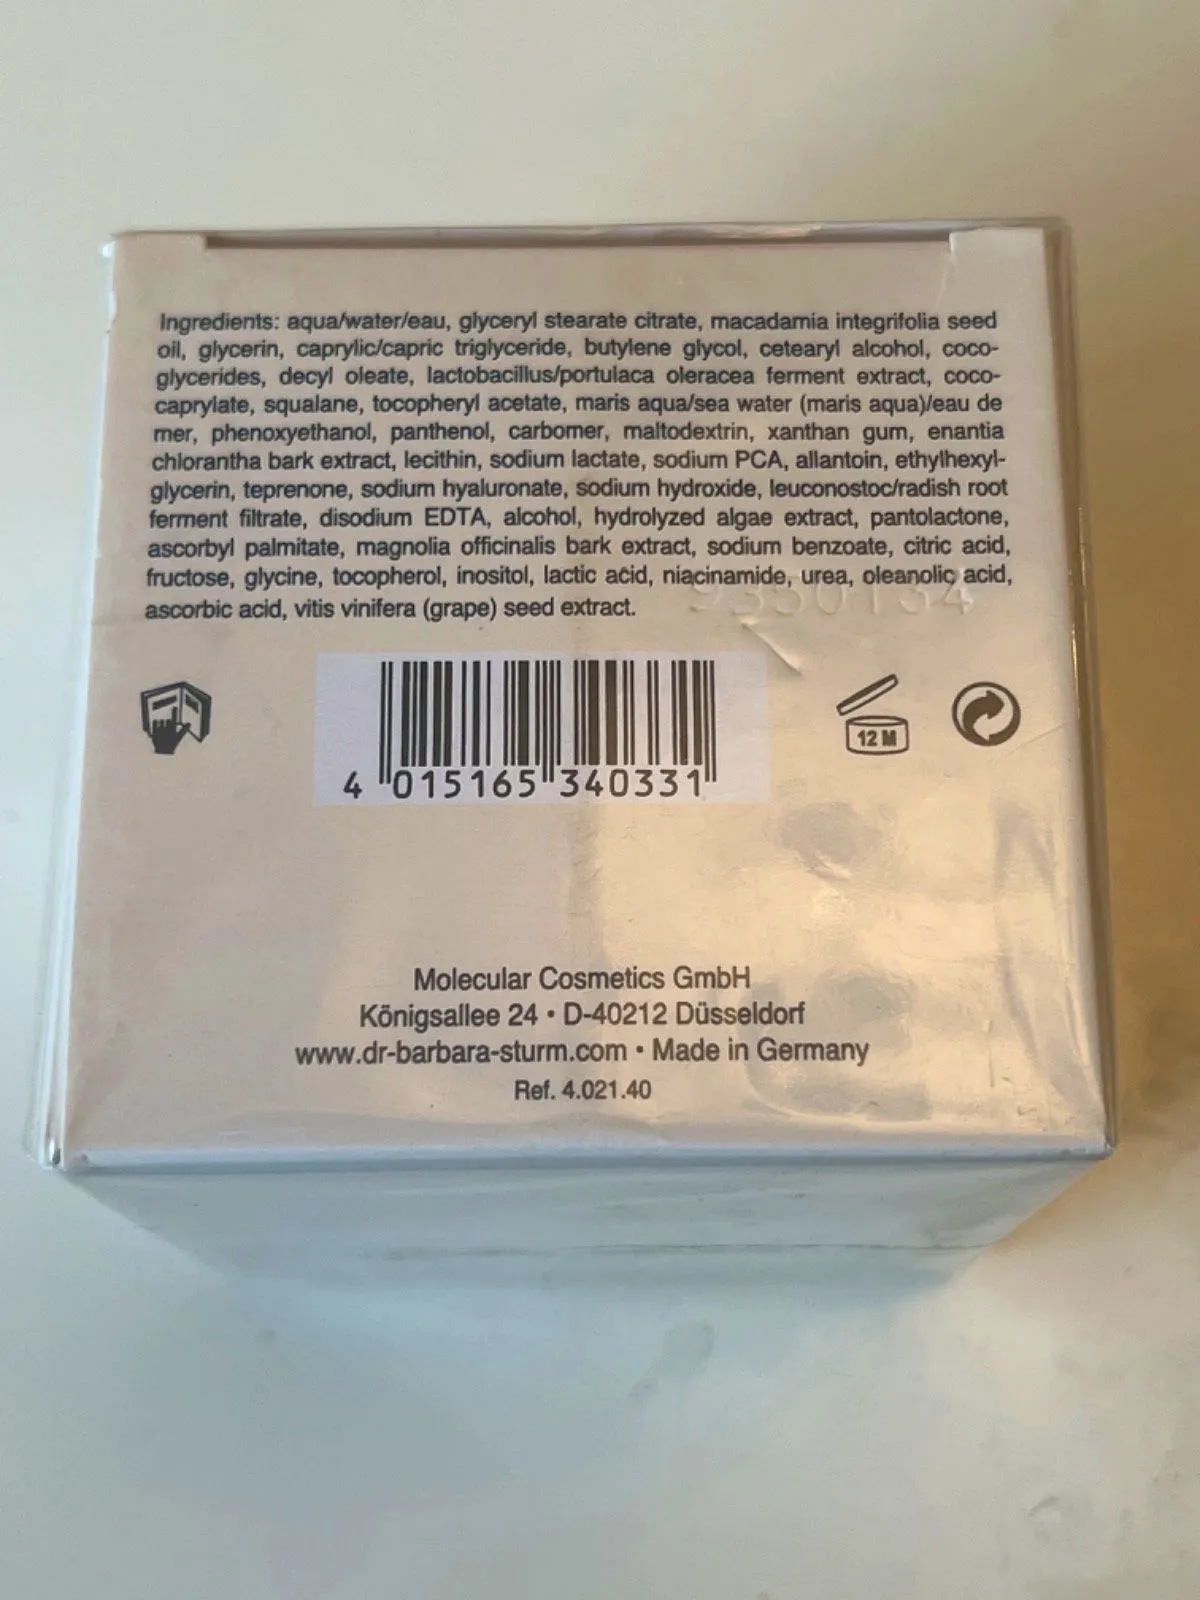 Ingredients: aqua/water/eau, glyceryl stearate citrate, macadamia integrifolia seed
oil, glycerin, caprylic/capric triglyceride, butylene glycol, cetearyl alcohol, coco-
glycerides, decyl oleate, lactobacillus/portulaca oleracea ferment extract, coco-
caprylate, squalane, tocopheryl acetate, maris aqua/sea water (maris aqua)/eau de
mer, phenoxyethanol, panthenol, carbomer, maltodextrin, xanthan gum, enantia
chlorantha bark extract, lecithin, sodium lactate, sodium PCA, allantoin, ethylhexyl-
glycerin, teprenone, sodium hyaluronate, sodium hydroxide, leuconostoc/radish root
ferment filtrate, disodium EDTA, alcohol, hydrolyzed algae extract, pantolactone,
ascorbyl palmitate, magnolia officinalis bark extract, sodium benzoate, citric acid,
fructose, glycine, tocopherol, inositol, lactic acid, niacinamide, urea, oleanolic acid,
ascorbic acid, vitis vinifera (grape) seed extract.
12 M
4 015165 340331
Molecular Cosmetics GmbH
Königsallee 24 • D-40212 Düsseldorf
www.dr-barbara-sturm.com • Made in Germany
Ref. 4.021.40